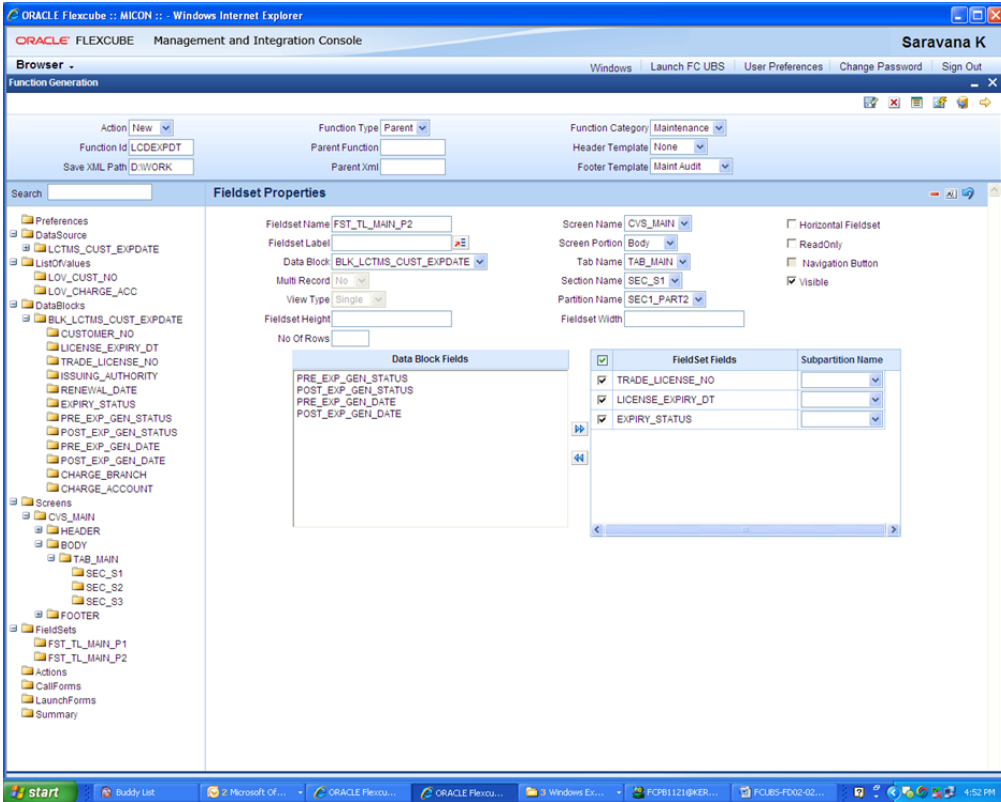 ORACLE Flexcube :: MICON :: - Windows Internet Explorer
ORACLE FLEXCUBE Management and Integration Console
Saravana K
Browser
Windows Launch FC UBS User Preferences Change Password Sign Out
Function Generation
Action New Function Type Parent Function Category Maintenance
Function Id LCDEXPDT Parent Function Header Template None
Save XML Path D:\WORK Parent Xml Footer Template Maint Audit
Search
Preferences
DataSource
LCTMS_CUST_EXPDATE
ListOfValues
LOV_CUST_NO
LOV_CHARGE_ACC
DataBlocks
BLK_LCTMS_CUST_EXPDATE
CUSTOMER_NO
LICENSE_EXPIRY_DT
TRADE_LICENSE_NO
ISSUING_AUTHORITY
RENEWAL_DATE
EXPIRY_STATUS
PRE_EXP_GEN_STATUS
POST_EXP_GEN_STATUS
PRE_EXP_GEN_DATE
POST_EXP_GEN_DATE
CHARGE_BRANCH
CHARGE_ACCOUNT
Screens
CVS_MAIN
HEADER
BODY
TAB_MAIN
SEC_S1
SEC_S2
SEC_S3
FOOTER
FieldSets
FST_TL_MAIN_P1
FST_TL_MAIN_P2
Actions
CallForms
LaunchForms
Summary
Fieldset Properties
Fieldset Name FST_TL_MAIN_P2 Screen Name CVS_MAIN Horizontal Fieldset
Fieldset Label Screen Portion Body ReadOnly
Data Block BLK_LCTMS_CUST_EXPDATE Tab Name TAB_MAIN Navigation Button
Multi Record No Section Name SEC_S1 Visible
View Type Single Partition Name SEC1_PART2
Fieldset Height Fieldset Width
No Of Rows
Data Block Fields
PRE_EXP_GEN_STATUS
POST_EXP_GEN_STATUS
PRE_EXP_GEN_DATE
POST_EXP_GEN_DATE
FieldSet Fields Subpartition Name
TRADE_LICENSE_NO
LICENSE_EXPIRY_DT
EXPIRY_STATUS
start Buddy List 2 Microsoft Of... ORACLE Flexcu... ORACLE Flexcu... 3 Windows Ex... FCPB1121@KER... FCUBS-FD02-02... 4:52 PM